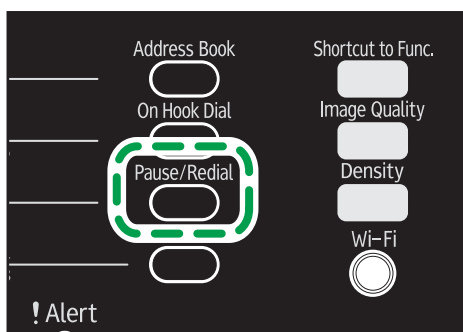 Address Book
Shortcut to Func.
On Hook Dial
Image Quality
Pause/Redial
Density
Wi-Fi
! Alert